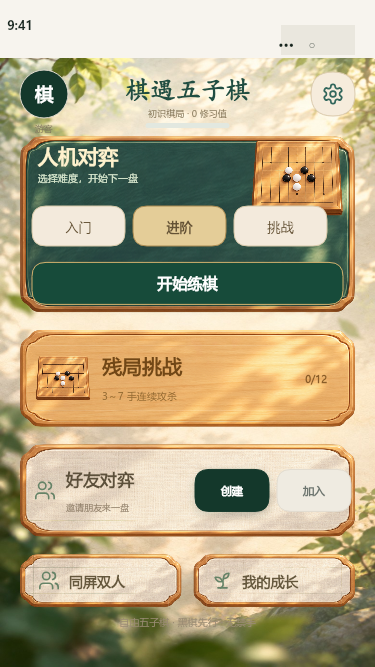 9:41
棋
棋遇五子棋
初识棋局 · 0 修习值
人机对弈
选择难度，开始下一盘
入门
进阶
挑战
开始练棋
残局挑战
3～7 手连续攻杀
0/12
好友对弈
邀请朋友来一盘
创建
加入
同屏双人
我的成长